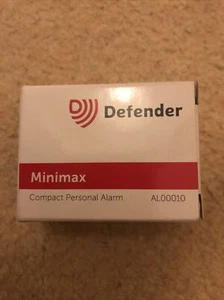 Defender
Minimax
Compact Personal Alarm AL00010